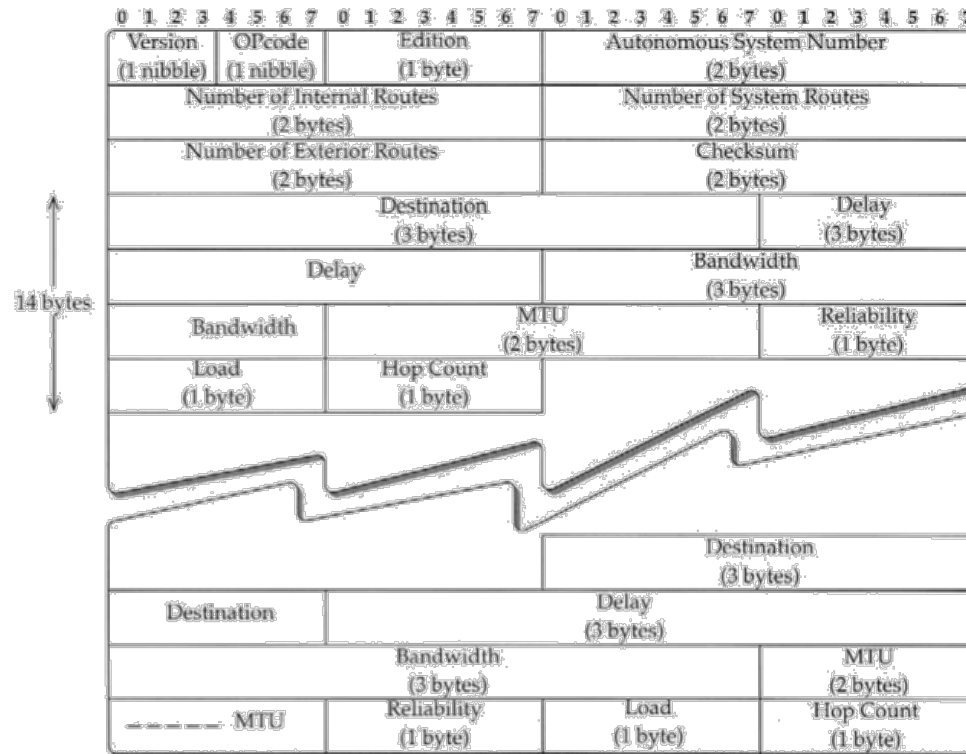 0 1 2 3 4 5 6 7 0 1 2 3 4 5 6 7 0 1 2 3 4 5 6 7 0 1 2 3 4 5 6 7
Version OPcode Edition Autonomous System Number
(1 nibble) (1 nibble) (1 byte) (2 bytes)
Number of Internal Routes Number of System Routes
(2 bytes) (2 bytes)
Number of Exterior Routes Checksum
(2 bytes) (2 bytes)
Destination Delay
(3 bytes) (3 bytes)
Delay Bandwidth
(3 bytes)
14 bytes
Bandwidth MTU Reliability
(2 bytes) (1 byte)
Load Hop Count
(1 byte) (1 byte)
Destination
(3 bytes)
Destination Delay
(3 bytes)
Bandwidth MTU
(3 bytes) (2 bytes)
MTU Reliability Load Hop Count
(1 byte) (1 byte) (1 byte)